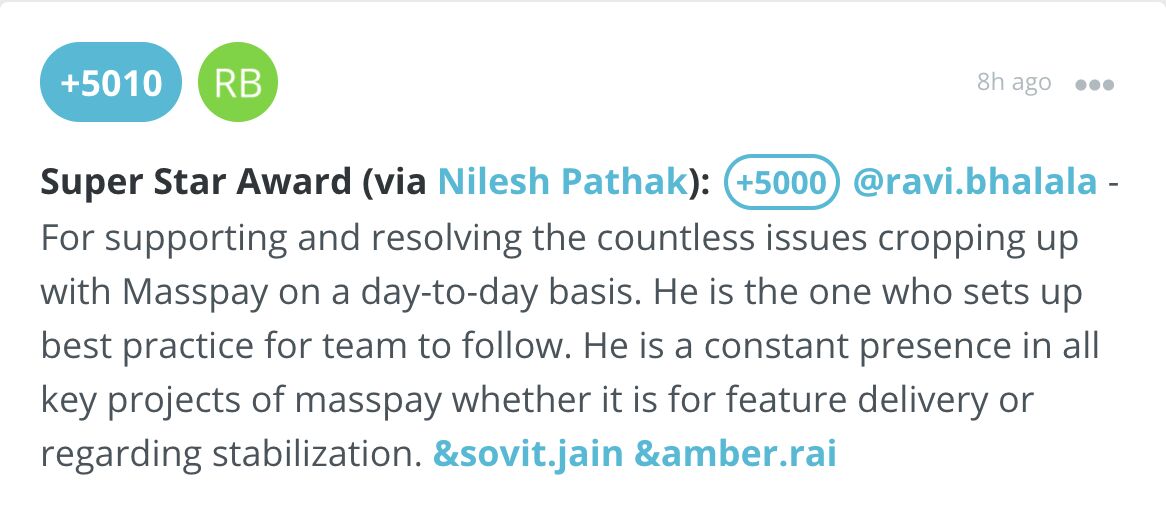 +5010 RB 8h ago
Super Star Award (via Nilesh Pathak): +5000 @ravi.bhalala -
For supporting and resolving the countless issues cropping up
with Masspay on a day-to-day basis. He is the one who sets up
best practice for team to follow. He is a constant presence in all
key projects of masspay whether it is for feature delivery or
regarding stabilization. &sovit.jain &amber.rai